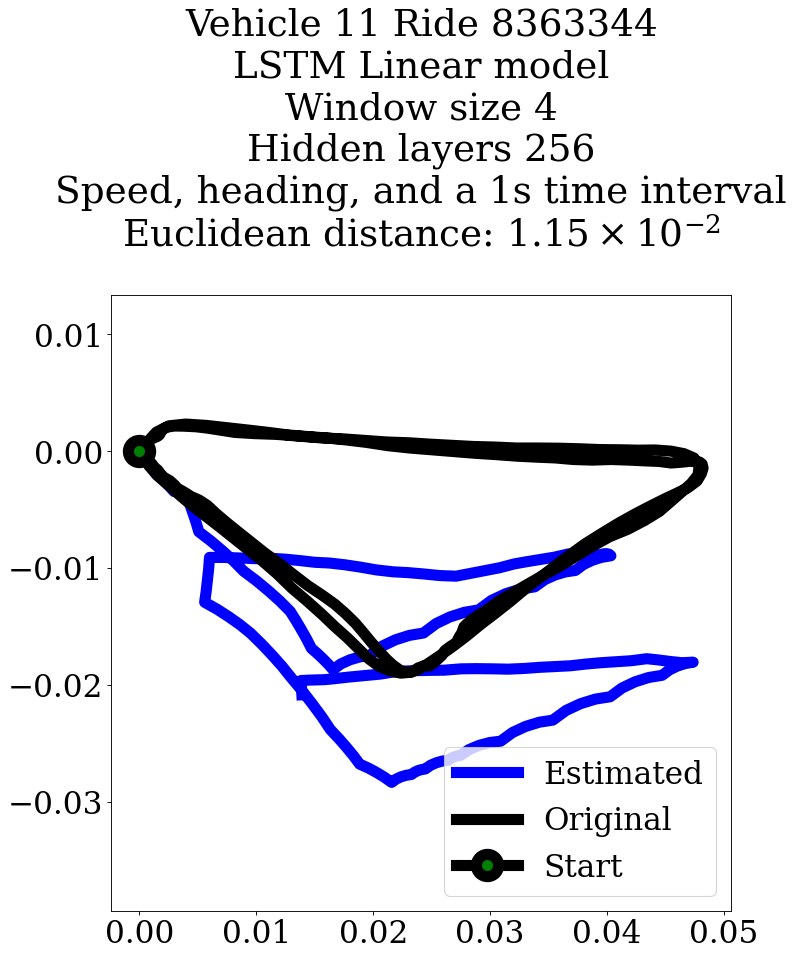 Vehicle 11 Ride 8363344
LSTM Linear model
Window size 4
Hidden layers 256
Speed, heading, and a 1s time interval
Euclidean distance: 1.15 × 10⁻²
0.01
0.00
−0.01
−0.02
−0.03
Estimated
Original
Start
0.00 0.01 0.02 0.03 0.04 0.05